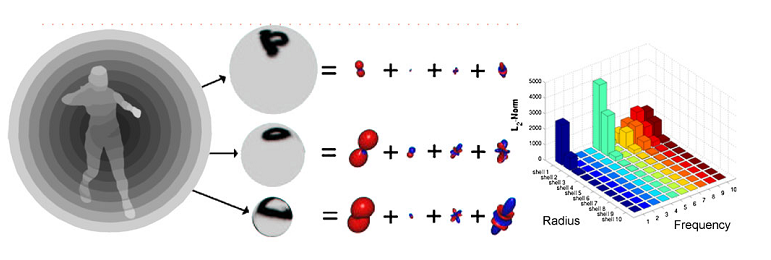 = + + +
= + + +
= + + +
L2-Norm
5000
4000
3000
2000
1000
0
shell 1
shell 2
shell 3
shell 4
shell 5
shell 6
shell 7
shell 8
shell 9
shell 10
Radius
1 2 3 4 5 6 7 8 9 10
Frequency